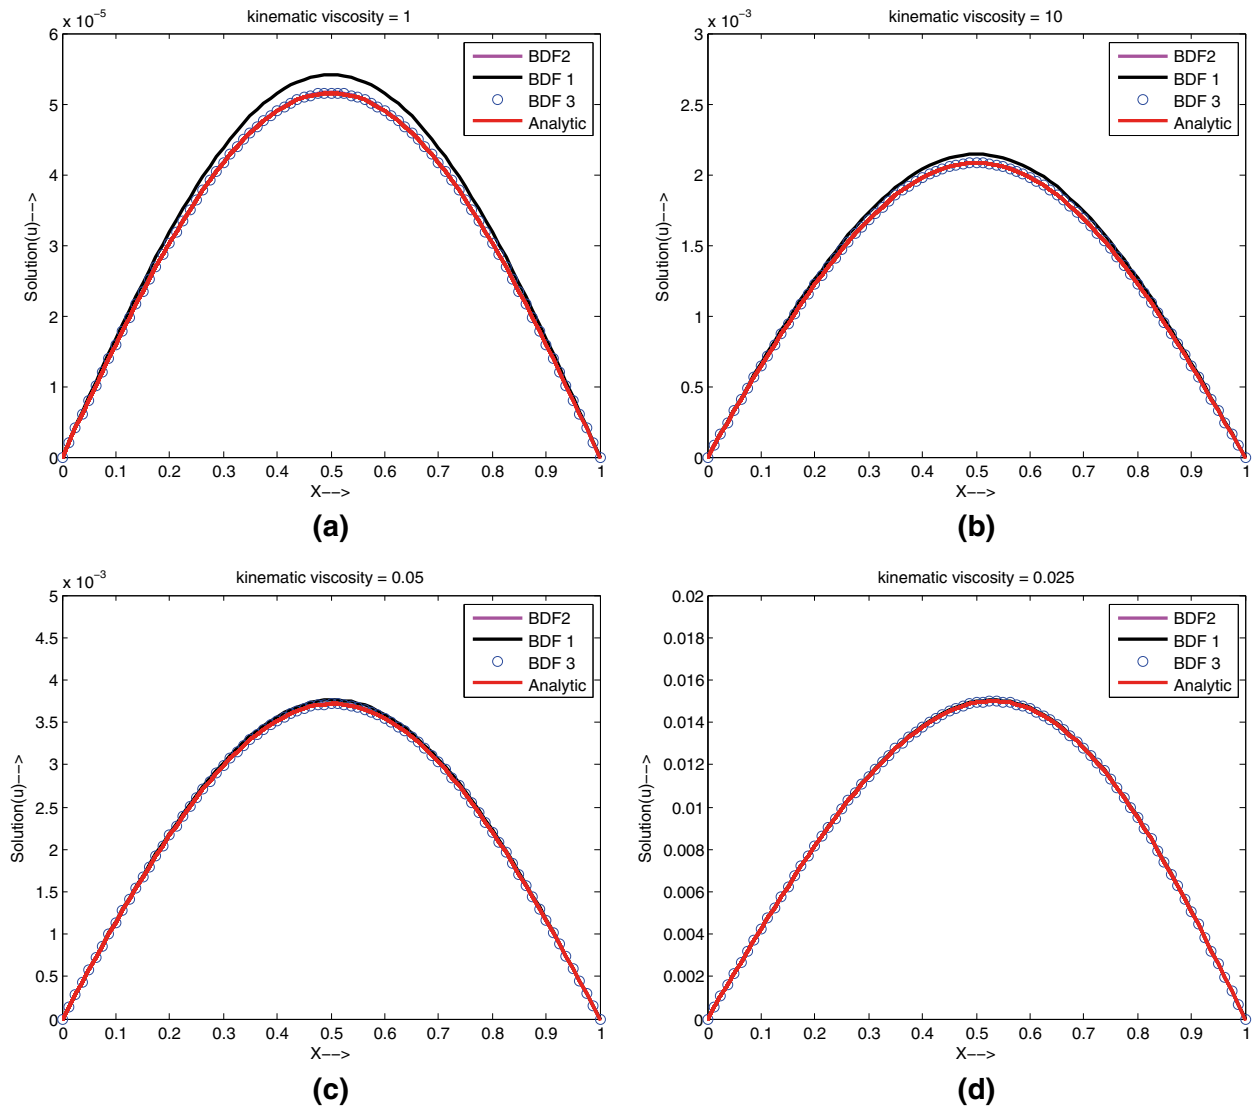 kinematic viscosity = 1
x 10⁻⁵
6
5
4
3
2
1
0
0 0.1 0.2 0.3 0.4 0.5 0.6 0.7 0.8 0.9 1
X-->
Solution(u)--->
BDF2
BDF 1
BDF 3
Analytic
(a)
kinematic viscosity = 10
x 10⁻³
3
2.5
2
1.5
1
0.5
0
0 0.1 0.2 0.3 0.4 0.5 0.6 0.7 0.8 0.9 1
X-->
Solution(u)--->
BDF2
BDF 1
BDF 3
Analytic
(b)
kinematic viscosity = 0.05
x 10⁻³
5
4.5
4
3.5
3
2.5
2
1.5
1
0.5
0
0 0.1 0.2 0.3 0.4 0.5 0.6 0.7 0.8 0.9 1
X-->
Solution(u)--->
BDF2
BDF 1
BDF 3
Analytic
(c)
kinematic viscosity = 0.025
0.02
0.018
0.016
0.014
0.012
0.01
0.008
0.006
0.004
0.002
0
0 0.1 0.2 0.3 0.4 0.5 0.6 0.7 0.8 0.9 1
X-->
Solution(u)--->
BDF2
BDF 1
BDF 3
Analytic
(d)